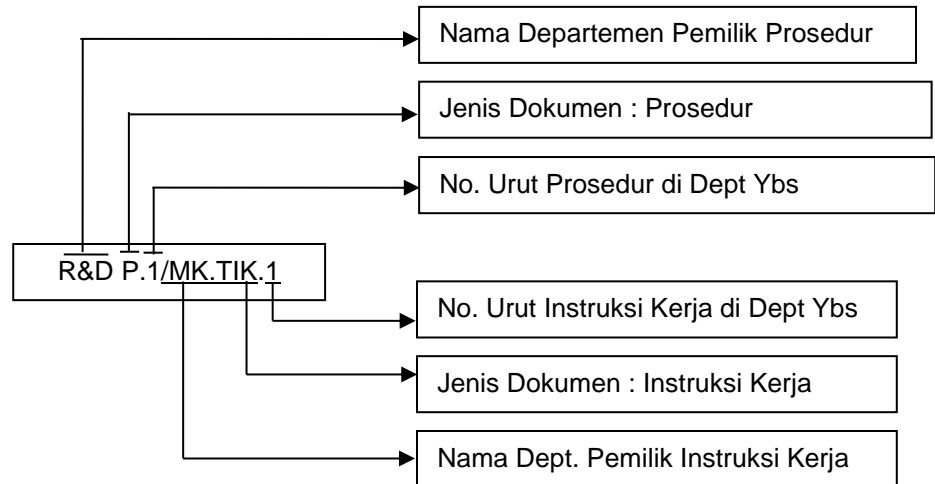 Nama Departemen Pemilik Prosedur
Jenis Dokumen : Prosedur
No. Urut Prosedur di Dept Ybs
R&D P.1/MK.TIK.1
No. Urut Instruksi Kerja di Dept Ybs
Jenis Dokumen : Instruksi Kerja
Nama Dept. Pemilik Instruksi Kerja